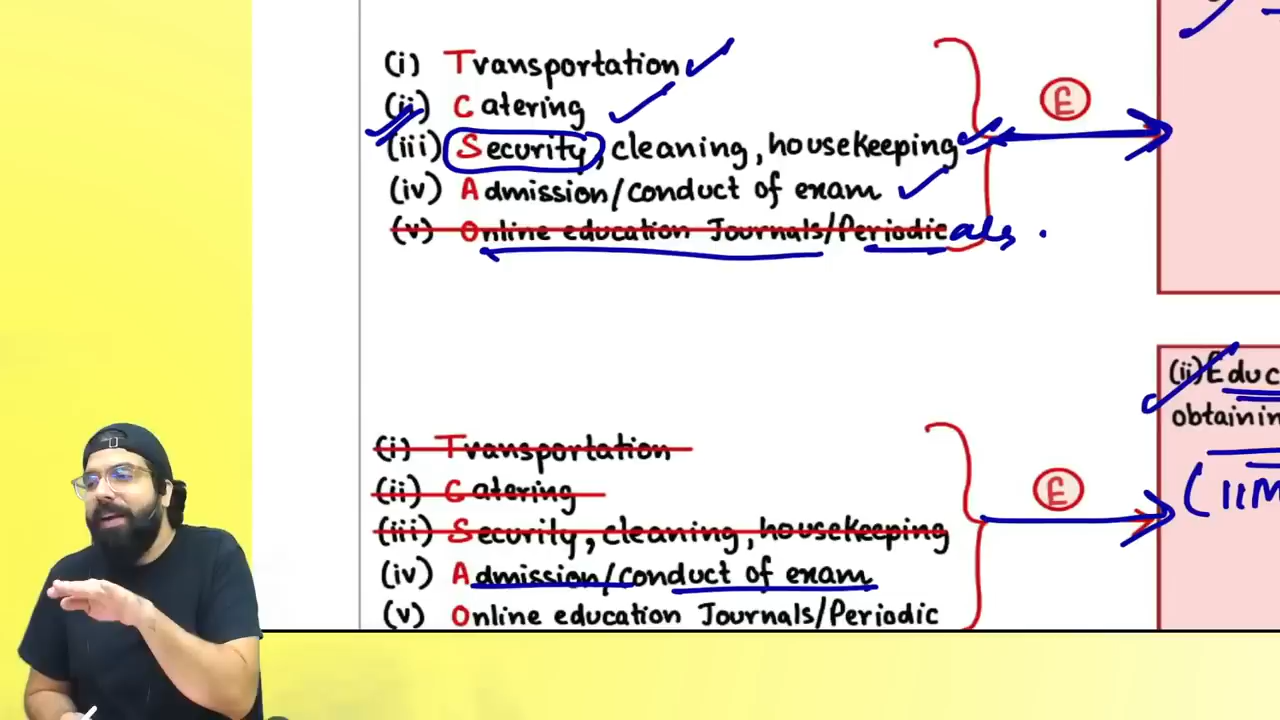 (i) Transportation
(ii) Catering
(iii) Security, cleaning, housekeeping
(iv) Admission/conduct of exam
(v) Online education Journals/Periodicals.
E
(i) Transportation
(ii) Catering
(iii) Security, cleaning, housekeeping
(iv) Admission/conduct of exam
(v) Online education Journals/Periodic
E
(ii) Educ
obtainin
(IIM